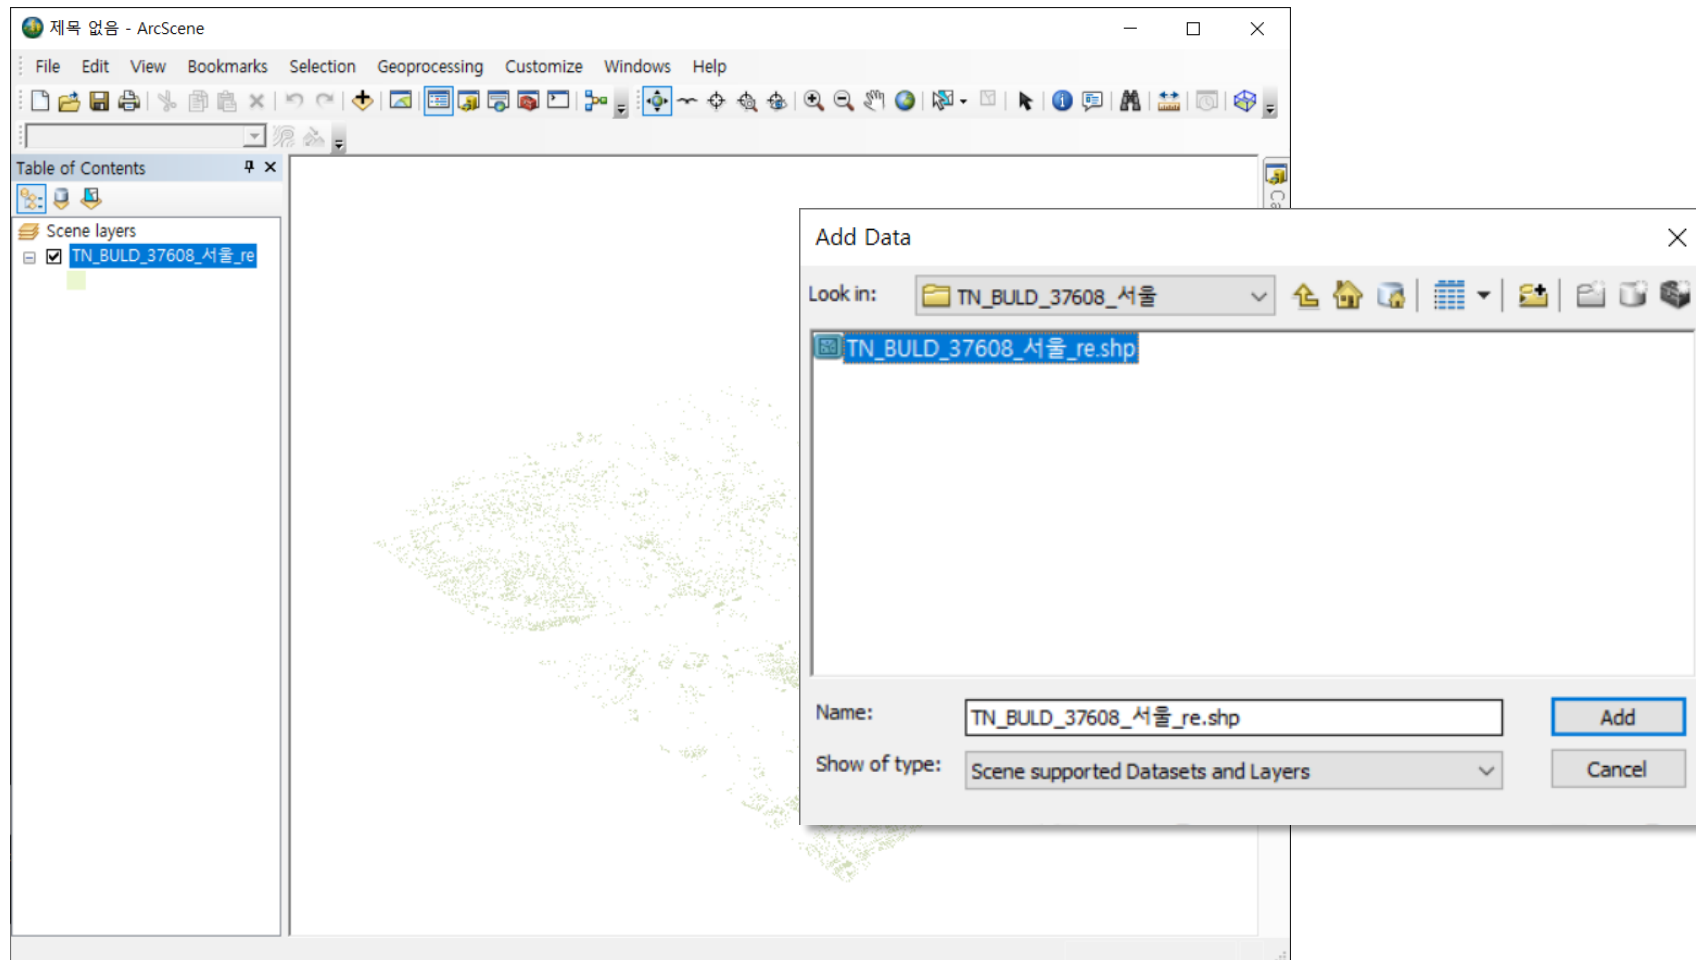 제목 없음 - ArcScene
File Edit View Bookmarks Selection Geoprocessing Customize Windows Help
Table of Contents
Scene layers
TN_BULD_37608_서울_re
Ca
Add Data
Look in: TN_BULD_37608_서울
TN_BULD_37608_서울_re.shp
Name: TN_BULD_37608_서울_re.shp Add
Show of type: Scene supported Datasets and Layers Cancel